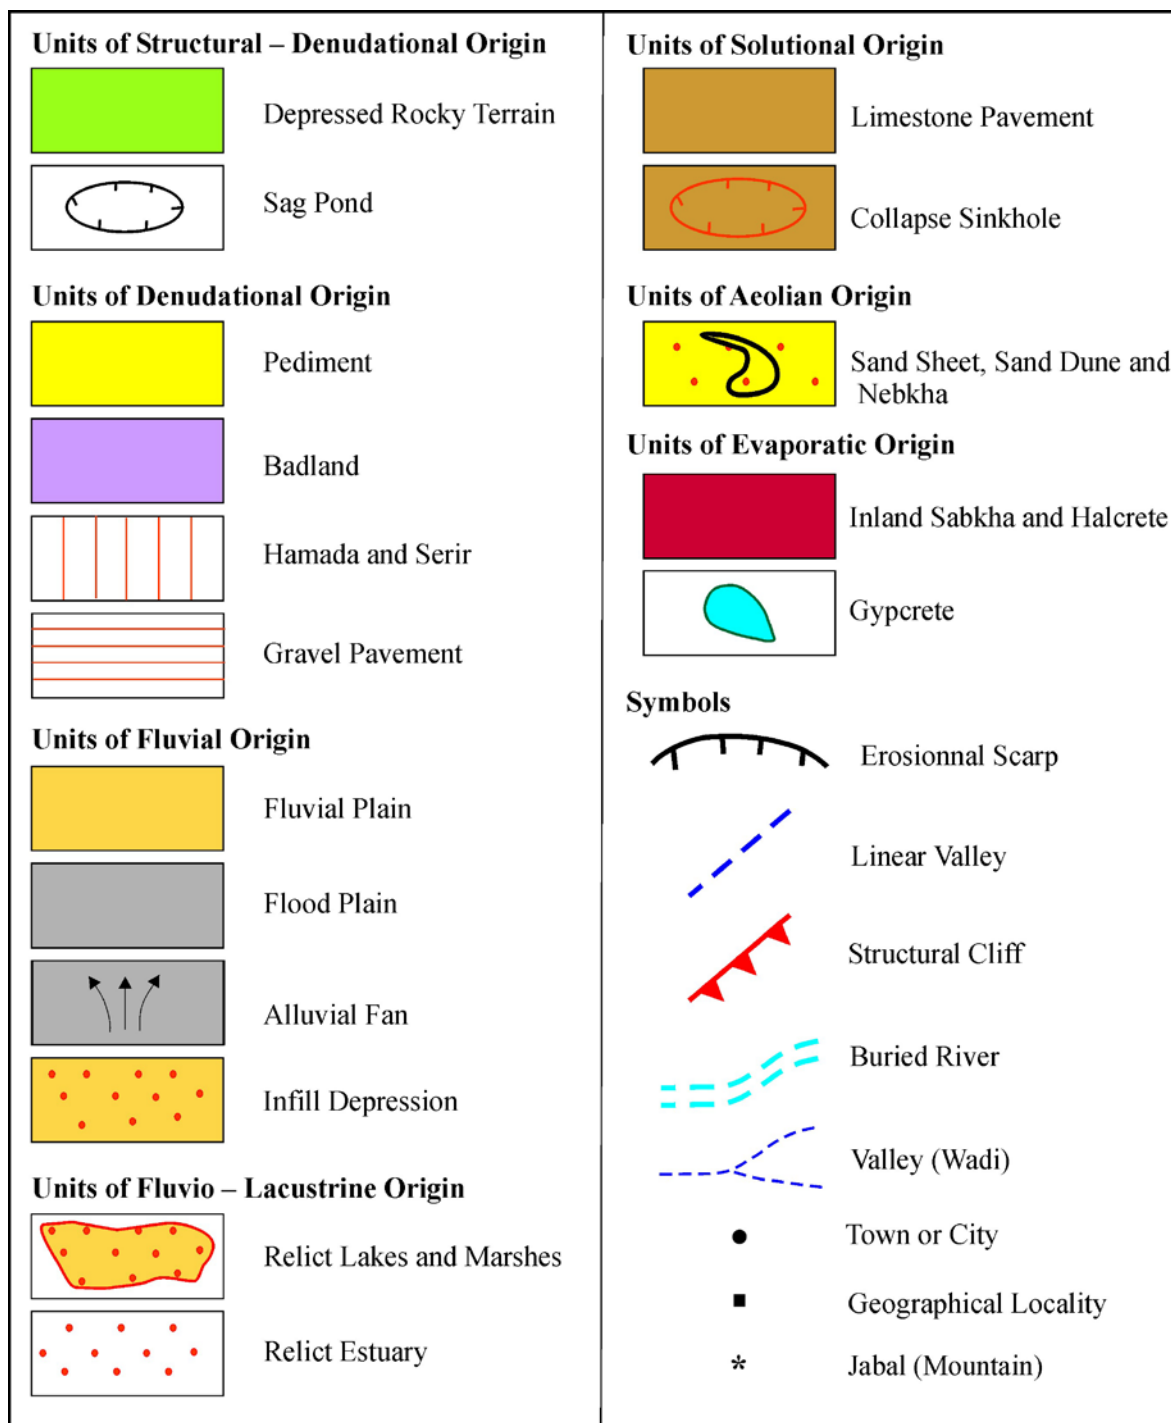 Units of Structural – Denudational Origin
Depressed Rocky Terrain
Sag Pond
Units of Denudational Origin
Pediment
Badland
Hamada and Serir
Gravel Pavement
Units of Fluvial Origin
Fluvial Plain
Flood Plain
Alluvial Fan
Infill Depression
Units of Fluvio – Lacustrine Origin
Relict Lakes and Marshes
Relict Estuary
Units of Solutional Origin
Limestone Pavement
Collapse Sinkhole
Units of Aeolian Origin
Sand Sheet, Sand Dune and
Nebkha
Units of Evaporatic Origin
Inland Sabkha and Halcrete
Gypcrete
Symbols
Erosionnal Scarp
Linear Valley
Structural Cliff
Buried River
Valley (Wadi)
Town or City
Geographical Locality
Jabal (Mountain)